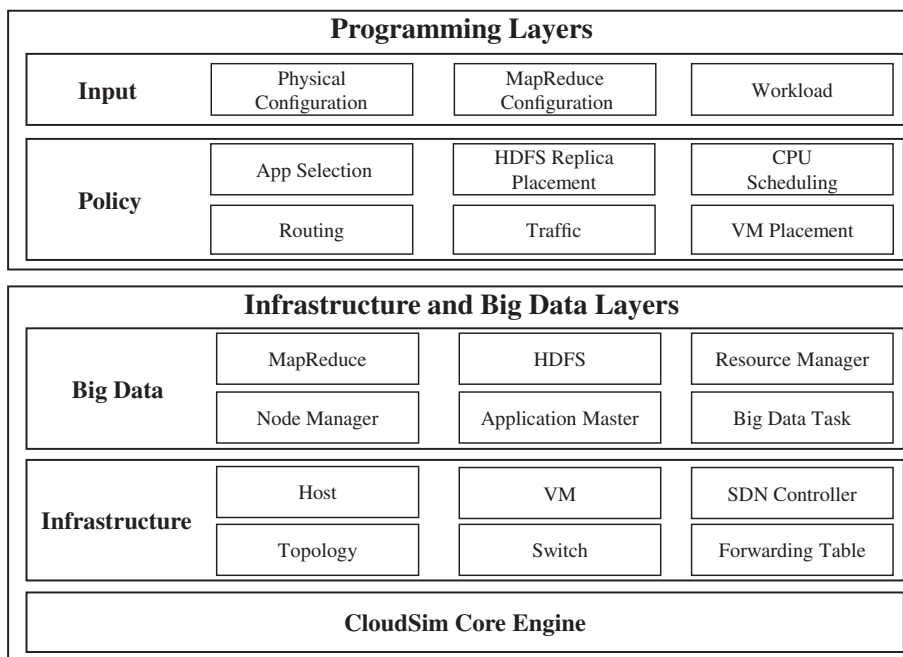 Programming Layers
Input
Physical
Configuration
MapReduce
Configuration
Workload
Policy
App Selection
HDFS Replica
Placement
CPU
Scheduling
Routing
Traffic
VM Placement
Infrastructure and Big Data Layers
Big Data
MapReduce
HDFS
Resource Manager
Node Manager
Application Master
Big Data Task
Infrastructure
Host
VM
SDN Controller
Topology
Switch
Forwarding Table
CloudSim Core Engine